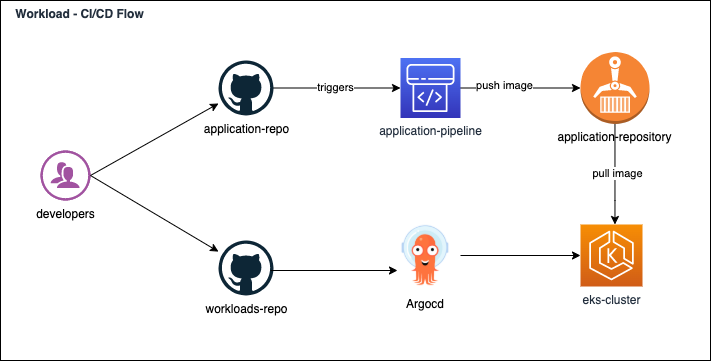 Workload - CI/CD Flow
triggers
push image
application-repo
application-pipeline
application-repository
pull image
developers
K
workloads-repo
Argocd
eks-cluster